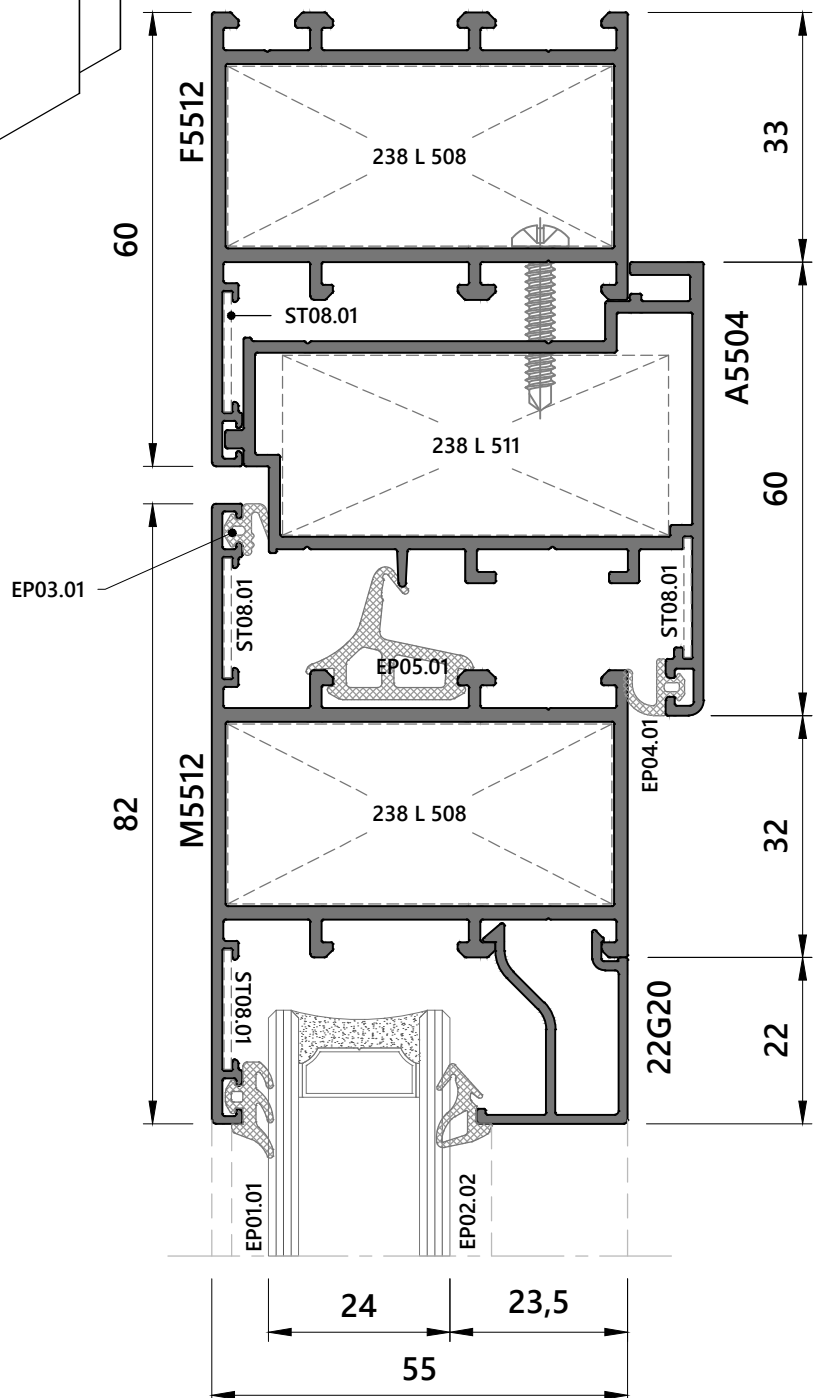 F5512
238 L 508
33
60
ST08.01
A5504
238 L 511
60
EP03.01
ST08.01
ST08.01
EP05.01
EP04.01
M5512
82
238 L 508
32
ST08.01
22G20
22
EP01.01
EP02.02
24
23,5
55